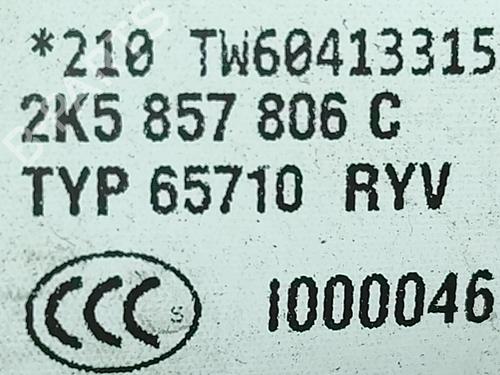 *210 TW60413315
2K5 857 806 C
TYP 65710 RYV
CCC S I000046